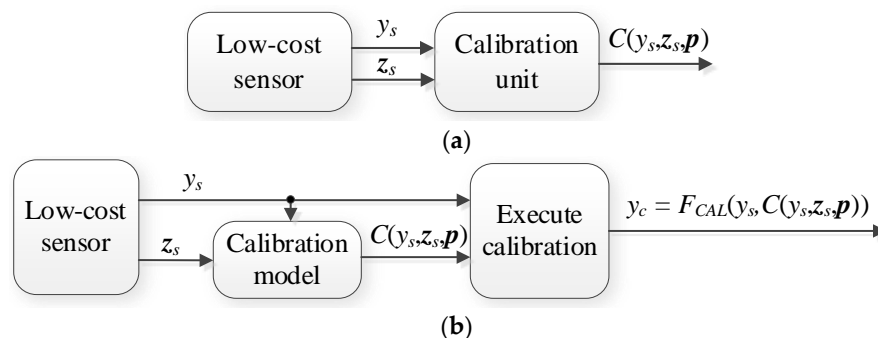 Low-cost sensor
y_s
z_s
Calibration unit
C(y_s,z_s,p)
(a)
Low-cost sensor
y_s
z_s
Calibration model
C(y_s,z_s,p)
Execute calibration
y_c = F_CAL(y_s,C(y_s,z_s,p))
(b)